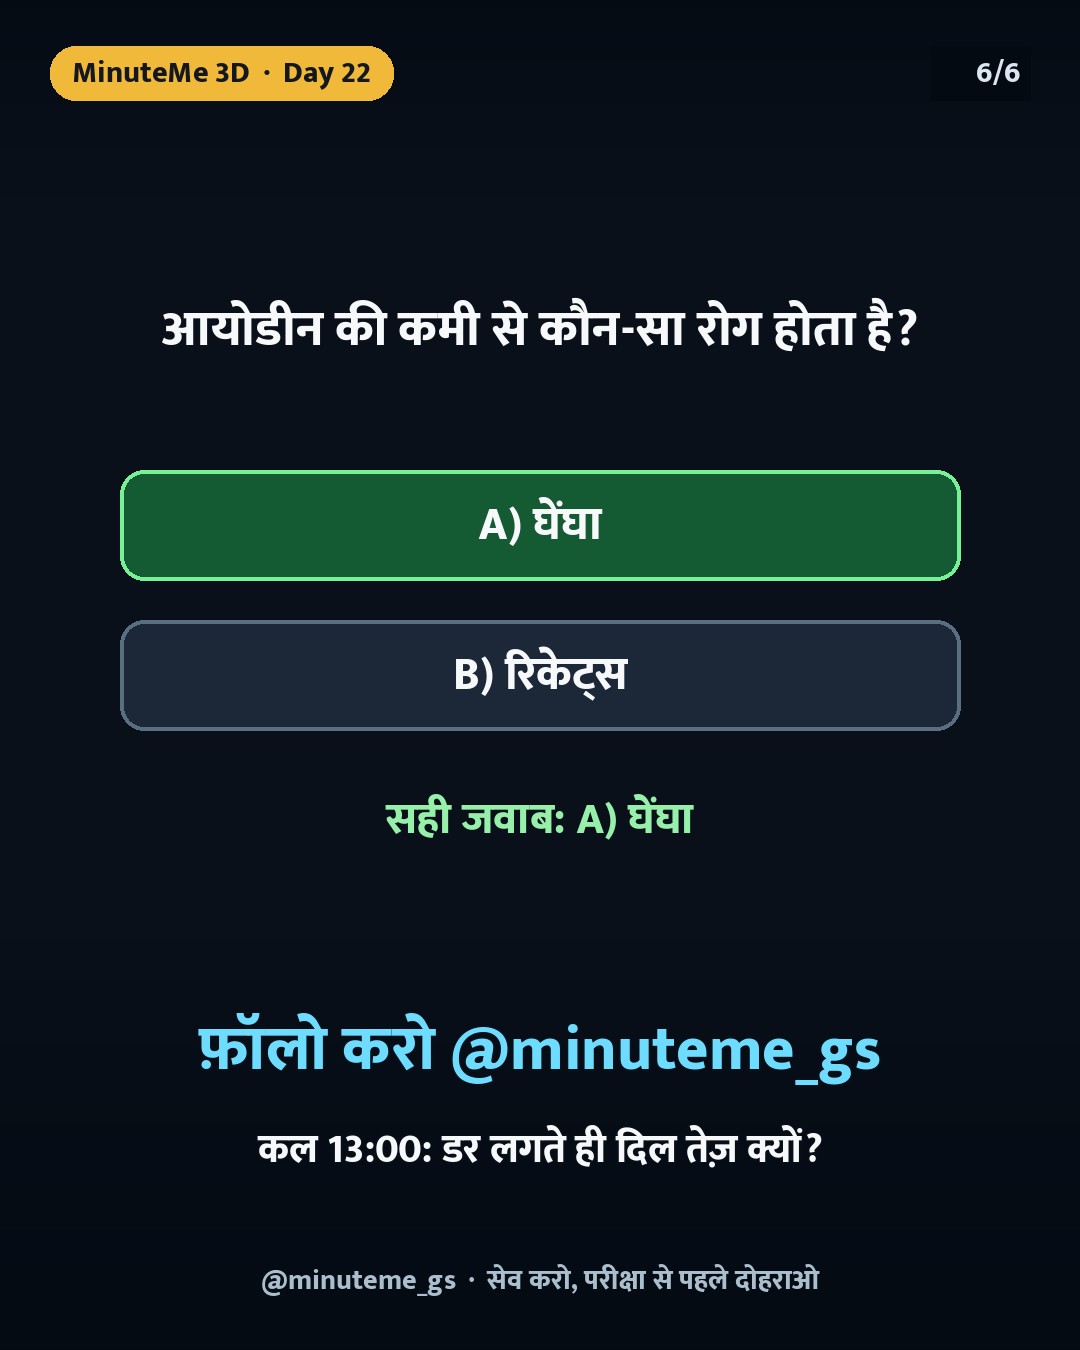 MinuteMe 3D · Day 22
6/6
आयोडीन की कमी से कौन-सा रोग होता है?
A) घेंघा
B) रिकेट्स
सही जवाब: A) घेंघा
फ़ॉलो करो @minuteme_gs
कल 13:00: डर लगते ही दिल तेज़ क्यों?
@minuteme_gs · सेव करो, परीक्षा से पहले दोहराओ